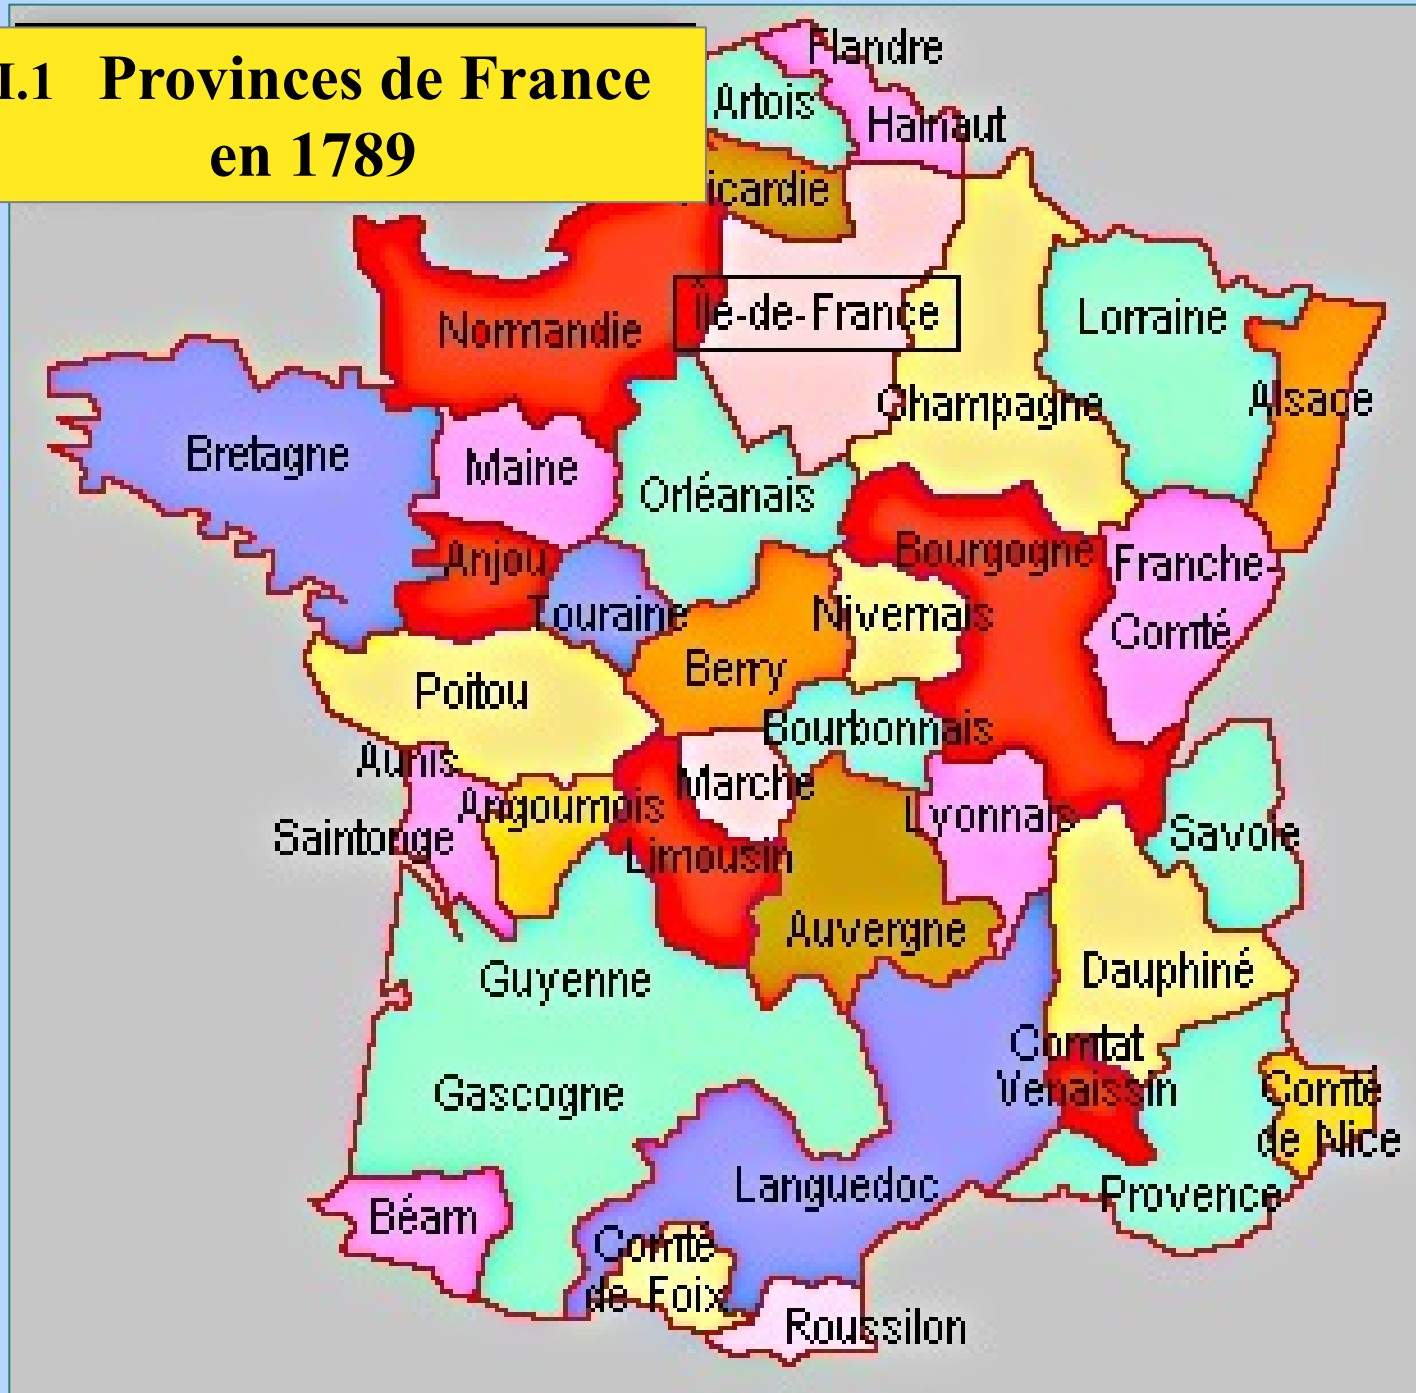 I.1 Provinces de France
en 1789
Flandre
Artois
Hainaut
icardie
Île-de-France
Normandie
Lorraine
Champagne
Alsace
Bretagne
Maine
Orléanais
Anjou
Bourgogne
Franche-
Comté
Touraine
Nivernais
Berry
Poitou
Bourbonnais
Aunis
Marche
Angoumois
Lyonnais
Saintonge
Savoie
Limousin
Auvergne
Dauphiné
Guyenne
Comtat
Venaissin
Gascogne
Comté
de Nice
Languedoc
Provence
Béarn
Comté
de Foix
Roussilon